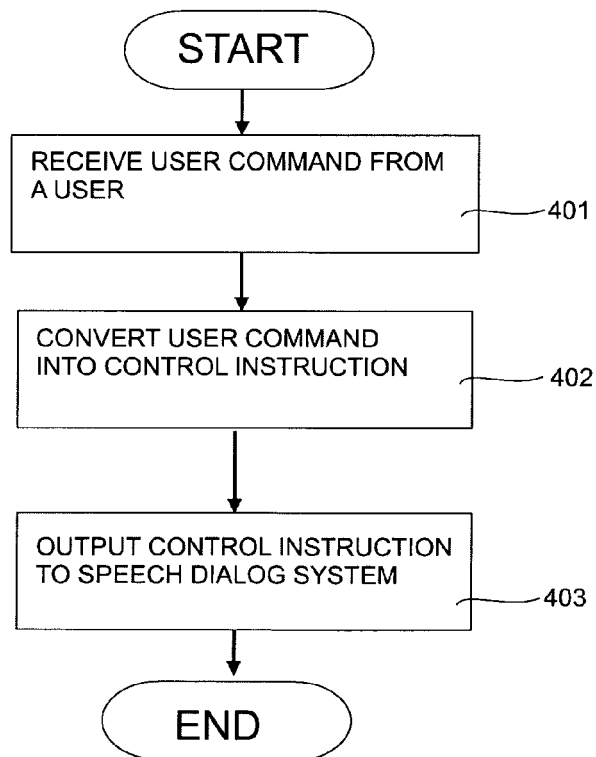 START
RECEIVE USER COMMAND FROM
A USER
401
CONVERT USER COMMAND
INTO CONTROL INSTRUCTION
402
OUTPUT CONTROL INSTRUCTION
TO SPEECH DIALOG SYSTEM
403
END